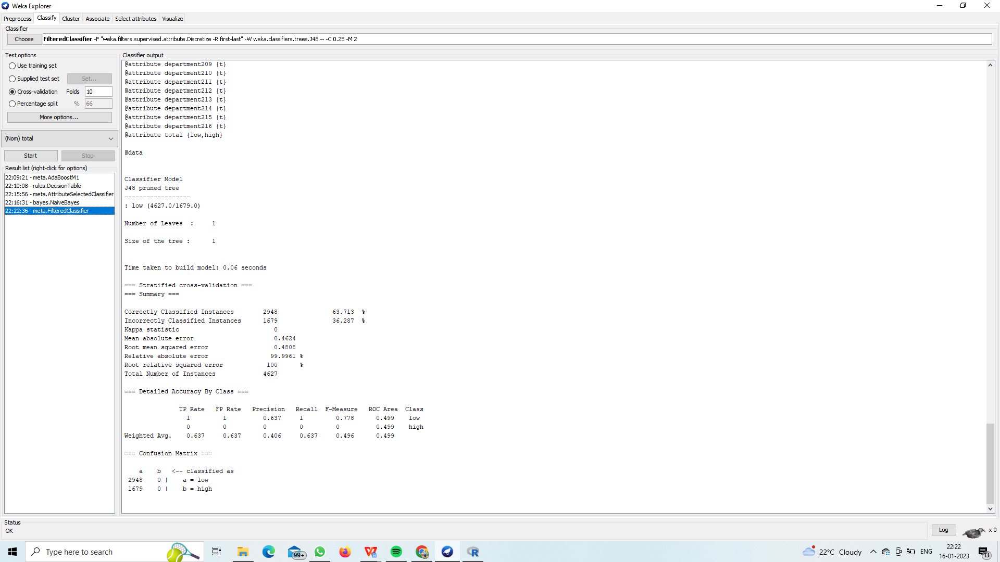 Weka Explorer
Preprocess Classify Cluster Associate Select attributes Visualize
Classifier
Choose FilteredClassifier -F "weka.filters.supervised.attribute.Discretize -R first-last" -W weka.classifiers.trees.J48 -- -C 0.25 -M 2
Test options
Use training set
Supplied test set Set...
Cross-validation Folds 10
Percentage split % 66
More options...
(Nom) total
Start Stop
Result list (right-click for options)
22:09:21 - meta.AdaBoostM1
22:10:08 - rules.DecisionTable
22:15:56 - meta.AttributeSelectedClassifier
22:16:31 - bayes.NaiveBayes
22:22:36 - meta.FilteredClassifier
Classifier output
@attribute department209 {t}
@attribute department210 {t}
@attribute department211 {t}
@attribute department212 {t}
@attribute department213 {t}
@attribute department214 {t}
@attribute department215 {t}
@attribute department216 {t}
@attribute total {low,high}
@data
Classifier Model
J48 pruned tree
------------------
: low (4627.0/1679.0)
Number of Leaves : 1
Size of the tree : 1
Time taken to build model: 0.06 seconds
=== Stratified cross-validation ===
=== Summary ===
Correctly Classified Instances 2948 63.713 %
Incorrectly Classified Instances 1679 36.287 %
Kappa statistic 0
Mean absolute error 0.4624
Root mean squared error 0.4808
Relative absolute error 99.9961 %
Root relative squared error 100 %
Total Number of Instances 4627
=== Detailed Accuracy By Class ===
TP Rate FP Rate Precision Recall F-Measure ROC Area Class
1 1 0.637 1 0.778 0.499 low
0 0 0 0 0 0.499 high
Weighted Avg. 0.637 0.637 0.406 0.637 0.496 0.499
=== Confusion Matrix ===
a b <-- classified as
2948 0 | a = low
1679 0 | b = high
Status
OK
Log x 0
Type here to search
99+
22°C Cloudy
ENG
22:22
16-01-2023
13